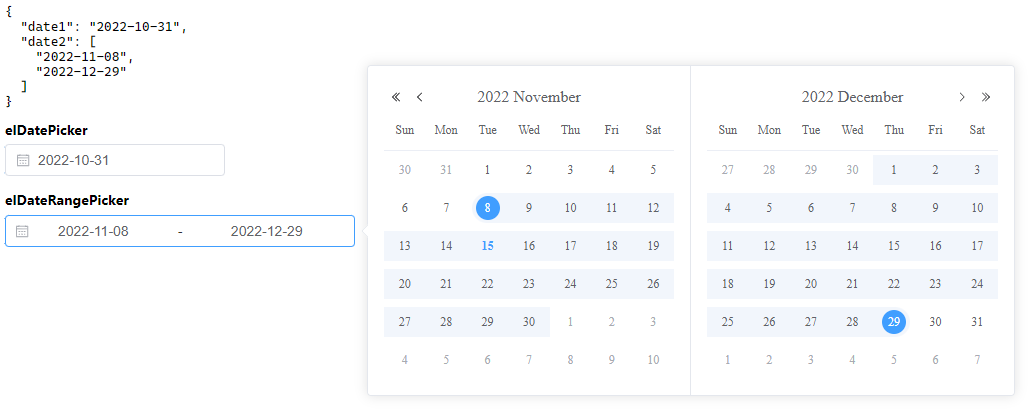 {
  "date1": "2022-10-31",
  "date2": [
    "2022-11-08",
    "2022-12-29"
  ]
}
elDatePicker
2022-10-31
elDateRangePicker
2022-11-08 - 2022-12-29
2022 November
Sun Mon Tue Wed Thu Fri Sat
30 31 1 2 3 4 5
6 7 8 9 10 11 12
13 14 15 16 17 18 19
20 21 22 23 24 25 26
27 28 29 30 1 2 3
4 5 6 7 8 9 10
2022 December
Sun Mon Tue Wed Thu Fri Sat
27 28 29 30 1 2 3
4 5 6 7 8 9 10
11 12 13 14 15 16 17
18 19 20 21 22 23 24
25 26 27 28 29 30 31
1 2 3 4 5 6 7